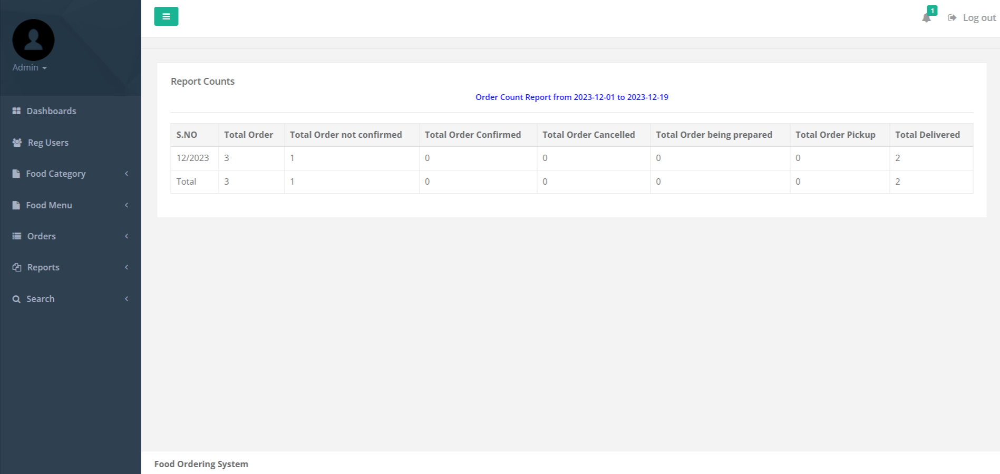 1
Log out
Admin
Dashboards
Reg Users
Food Category
Food Menu
Orders
Reports
Search
Report Counts
Order Count Report from 2023-12-01 to 2023-12-19
S.NO Total Order Total Order not confirmed Total Order Confirmed Total Order Cancelled Total Order being prepared Total Order Pickup Total Delivered
12/2023 3 1 0 0 0 0 2
Total 3 1 0 0 0 0 2
Food Ordering System